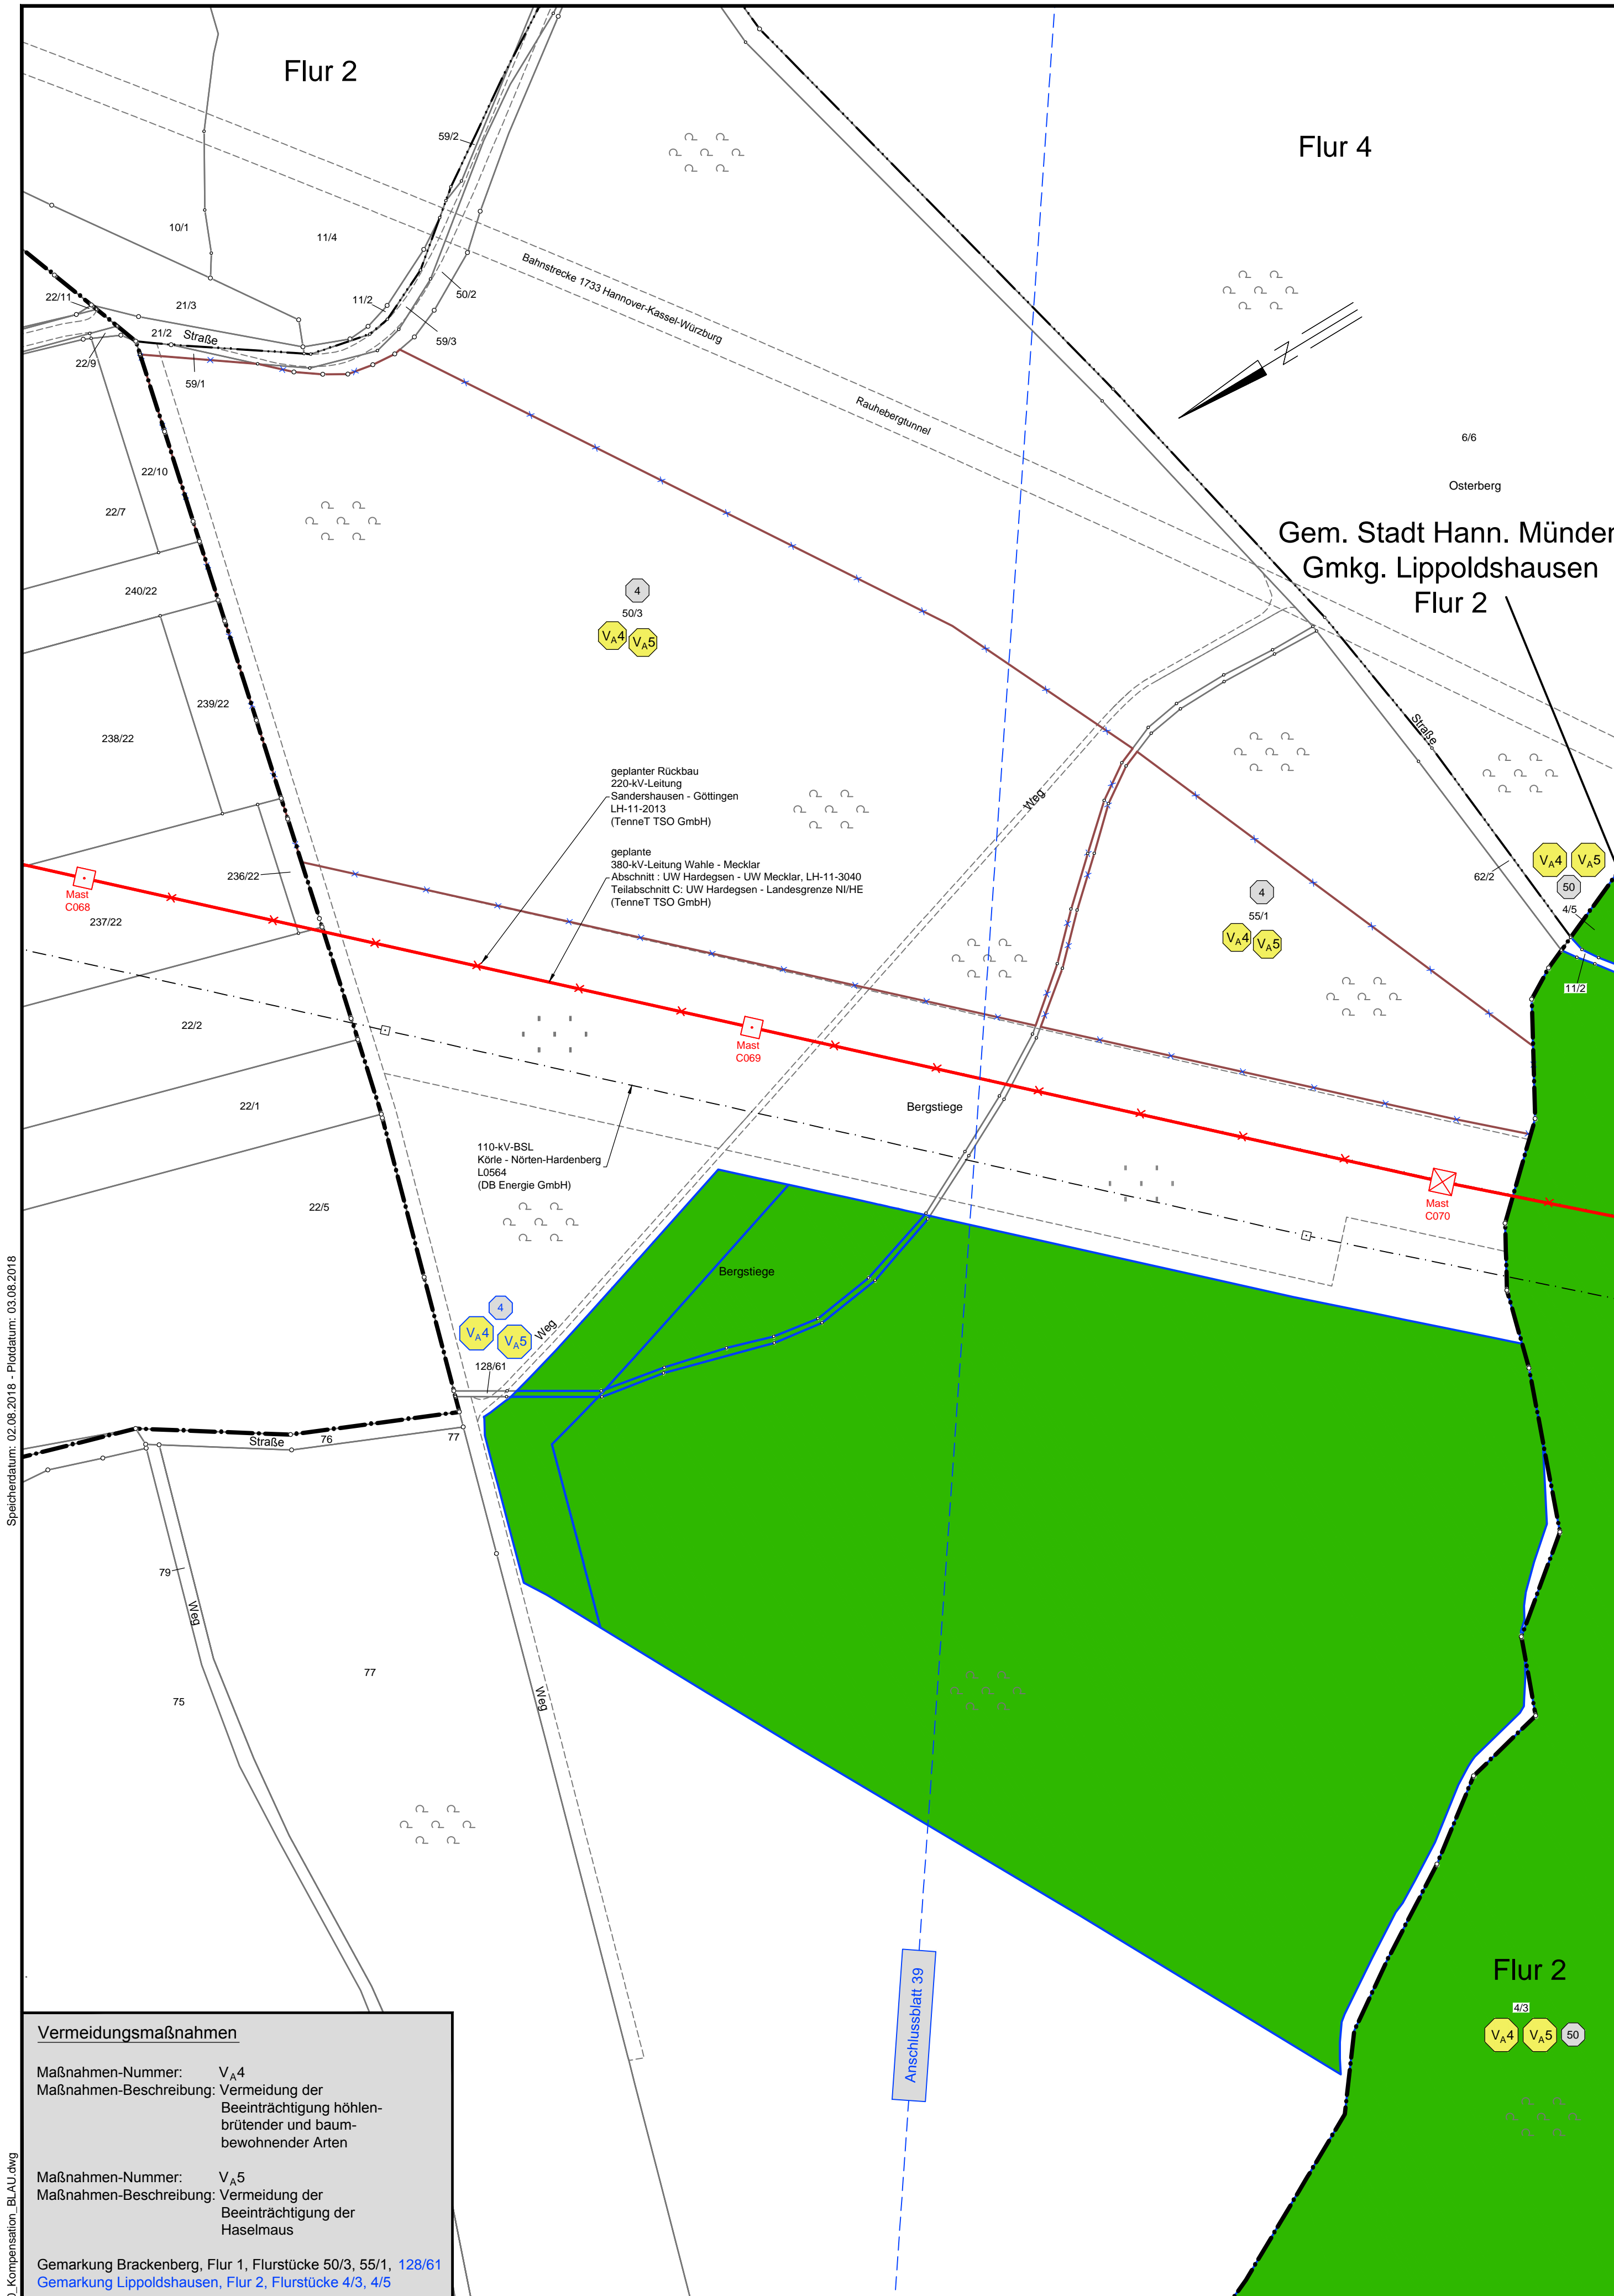 Flur 2
Flur 4
59/2
10/1
11/4
Bahnstrecke 1733 Hannover-Kassel-Würzburg
22/11
21/3
11/2
50/2
21/2
Straße
59/3
22/9
59/1
Rauhebergtunnel
N
6/6
Osterberg
22/10
22/7
Gem. Stadt Hann. Münden
Gmkg. Lippoldshausen
Flur 2
240/22
4
50/3
VA4 VA5
239/22
238/22
Straße
geplanter Rückbau
220-kV-Leitung
Sandershausen - Göttingen
LH-11-2013
(TenneT TSO GmbH)
Weg
geplante
380-kV-Leitung Wahle - Mecklar
Abschnitt : UW Hardegsen - UW Mecklar, LH-11-3040
Teilabschnitt C: UW Hardegsen - Landesgrenze NI/HE
(TenneT TSO GmbH)
VA4 VA5
50
4/5
62/2
236/22
Mast
C068
237/22
4
55/1
VA4 VA5
11/2
22/2
Mast
C069
22/1
Bergstiege
110-kV-BSL
Körle - Nörten-Hardenberg
L0564
(DB Energie GmbH)
Mast
C070
22/5
Bergstiege
4
VA4 VA5
Weg
128/61
Straße
76
77
79
Weg
77
75
Weg
Anschlussblatt 39
Flur 2
4/3
VA4 VA5 50
Speicherdatum: 02.08.2018 - Plotdatum: 03.08.2018
_Kompensation_BLAU.dwg
Vermeidungsmaßnahmen
Maßnahmen-Nummer: VA4
Maßnahmen-Beschreibung: Vermeidung der
Beeinträchtigung höhlen-
brütender und baum-
bewohnender Arten
Maßnahmen-Nummer: VA5
Maßnahmen-Beschreibung: Vermeidung der
Beeinträchtigung der
Haselmaus
Gemarkung Brackenberg, Flur 1, Flurstücke 50/3, 55/1, 128/61
Gemarkung Lippoldshausen, Flur 2, Flurstücke 4/3, 4/5